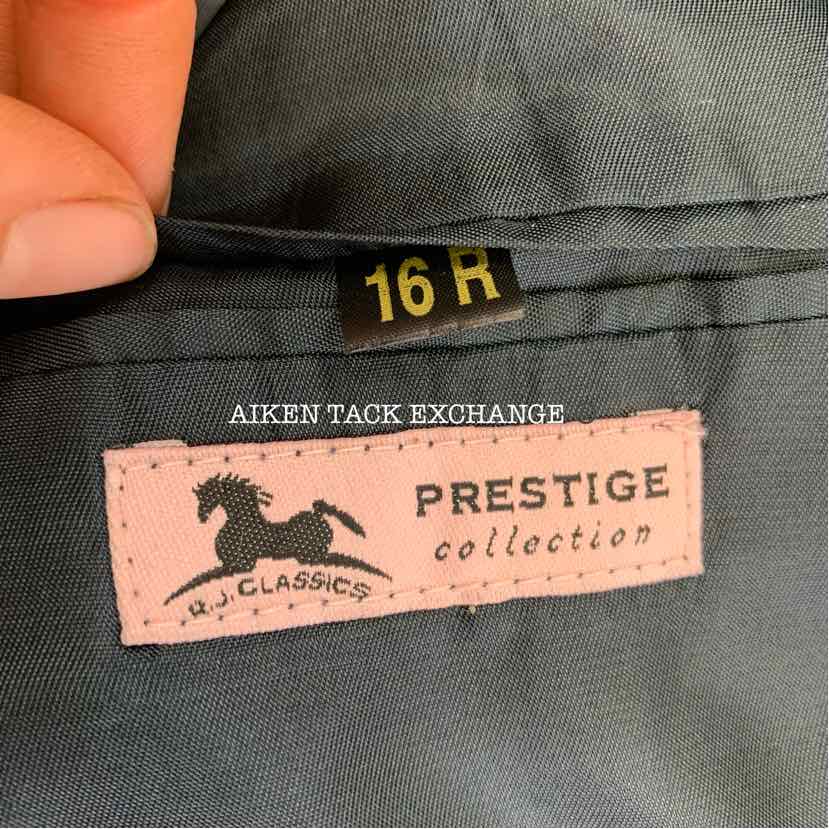 16 R
AIKEN TACK EXCHANGE
PRESTIGE
collection
R.J. CLASSICS